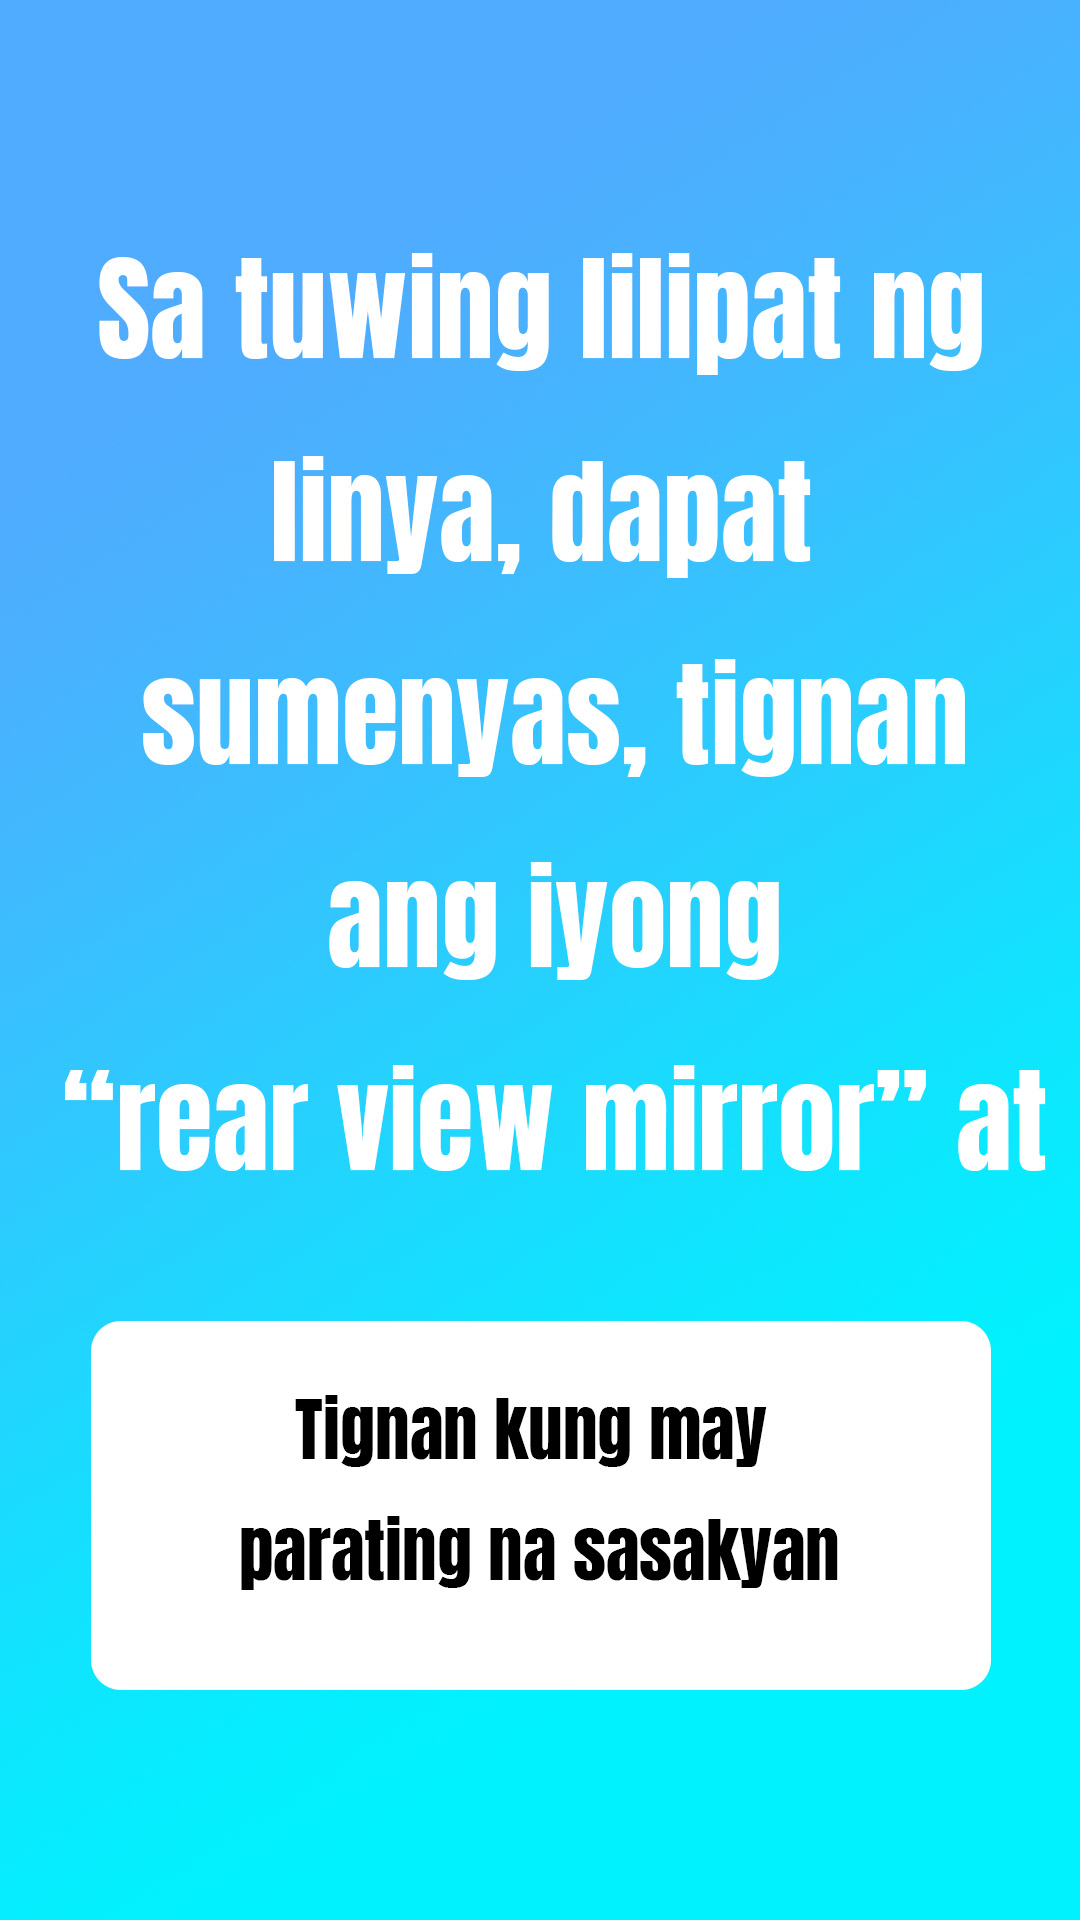 Sa tuwing lilipat ng
linya, dapat
sumenyas, tignan
ang iyong
“rear view mirror” at
Tignan kung may
parating na sasakyan